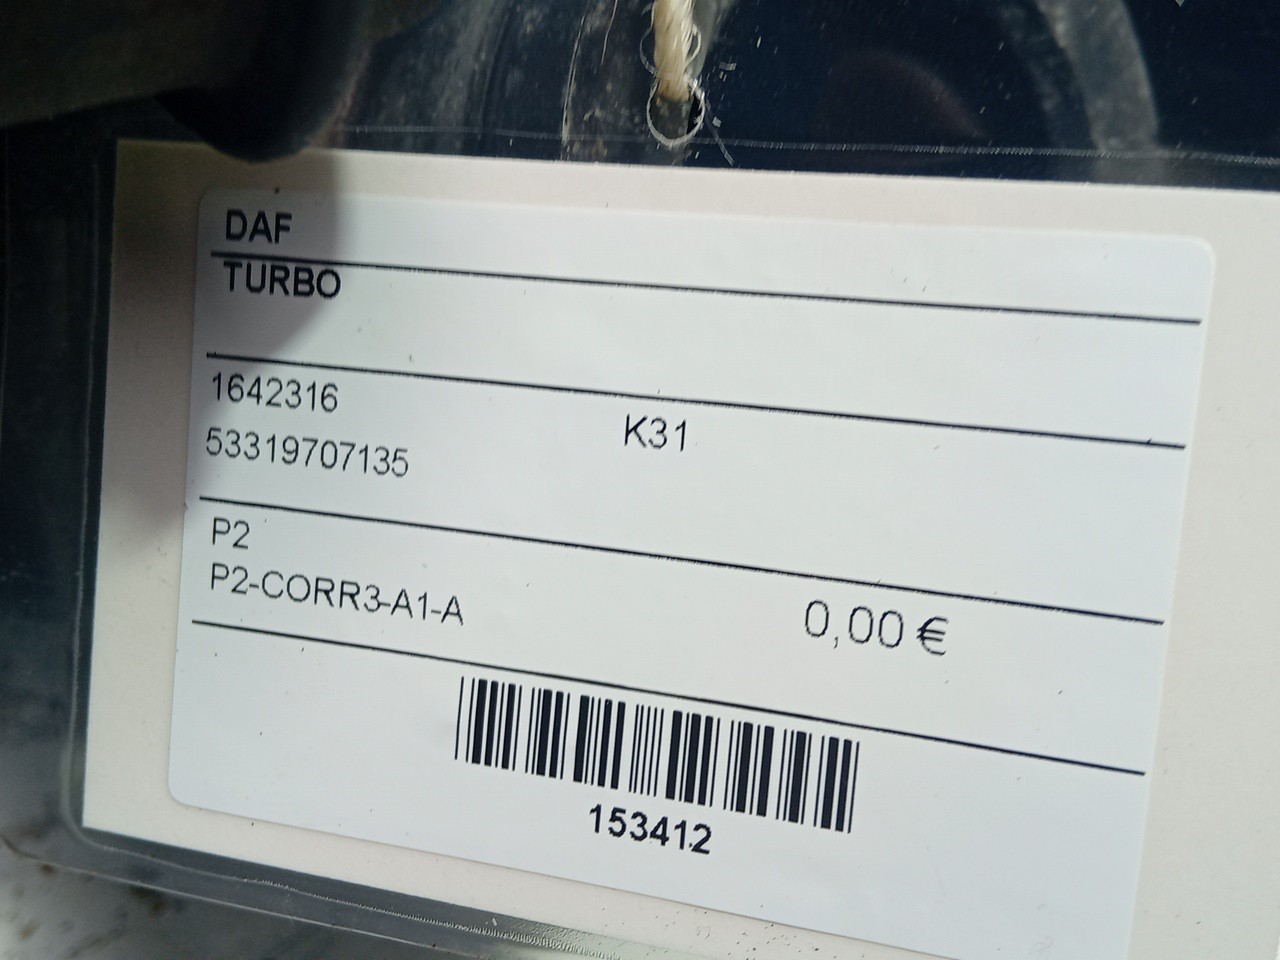 DAF
TURBO
1642316
K31
53319707135
P2
P2-CORR3-A1-A
0,00 €
153412